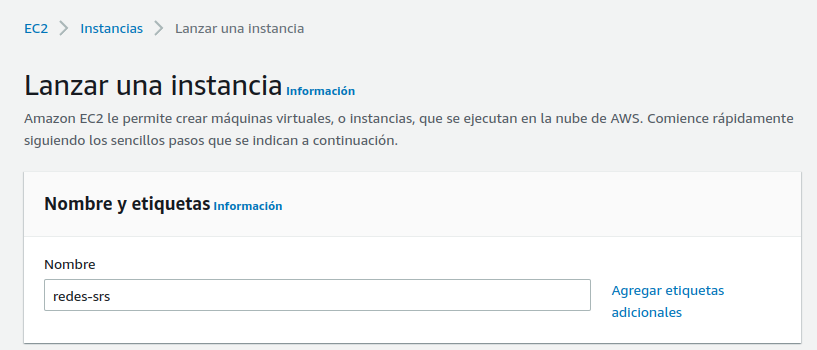 EC2 > Instancias > Lanzar una instancia
Lanzar una instancia Información
Amazon EC2 le permite crear máquinas virtuales, o instancias, que se ejecutan en la nube de AWS. Comience rápidamente
siguiendo los sencillos pasos que se indican a continuación.
Nombre y etiquetas Información
Nombre
redes-srs
Agregar etiquetas
adicionales